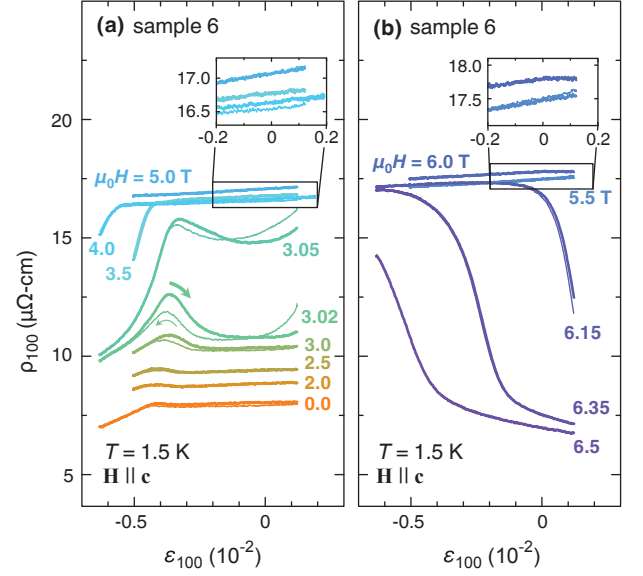 (a) sample 6
(b) sample 6
17.0
16.5
-0.2
0
0.2
18.0
17.5
-0.2
0
0.2
20
15
10
5
ρ100 (μΩ-cm)
μ0H = 5.0 T
4.0
3.5
3.05
3.02
3.0
2.5
2.0
0.0
T = 1.5 K
H || c
μ0H = 6.0 T
5.5 T
6.15
6.35
6.5
T = 1.5 K
H || c
-0.5
0
-0.5
0
ε100 (10-2)
ε100 (10-2)